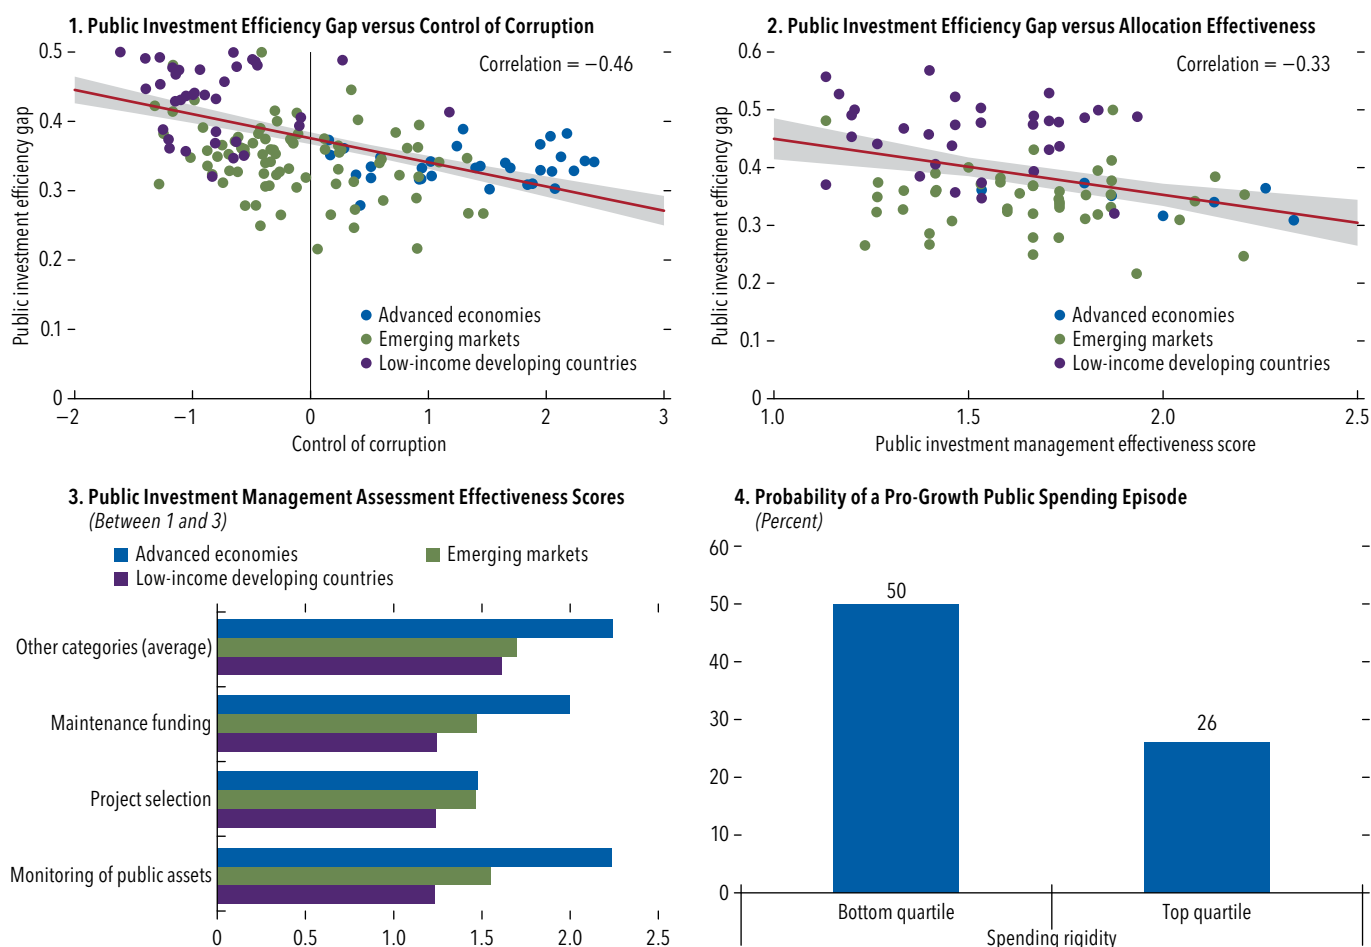 1. Public Investment Efficiency Gap versus Control of Corruption
0.5
0.4
0.3
0.2
0.1
0
Public investment efficiency gap
Correlation = −0.46
Advanced economies
Emerging markets
Low-income developing countries
−2
−1
0
1
2
3
Control of corruption
2. Public Investment Efficiency Gap versus Allocation Effectiveness
0.6
0.5
0.4
0.3
0.2
0.1
0
Public investment efficiency gap
Correlation = −0.33
Advanced economies
Emerging markets
Low-income developing countries
1.0
1.5
2.0
2.5
Public investment management effectiveness score
3. Public Investment Management Assessment Effectiveness Scores
(Between 1 and 3)
Advanced economies
Emerging markets
Low-income developing countries
Other categories (average)
Maintenance funding
Project selection
Monitoring of public assets
0
0.5
1.0
1.5
2.0
2.5
4. Probability of a Pro-Growth Public Spending Episode
(Percent)
60
50
40
30
20
10
0
50
26
Bottom quartile
Top quartile
Spending rigidity